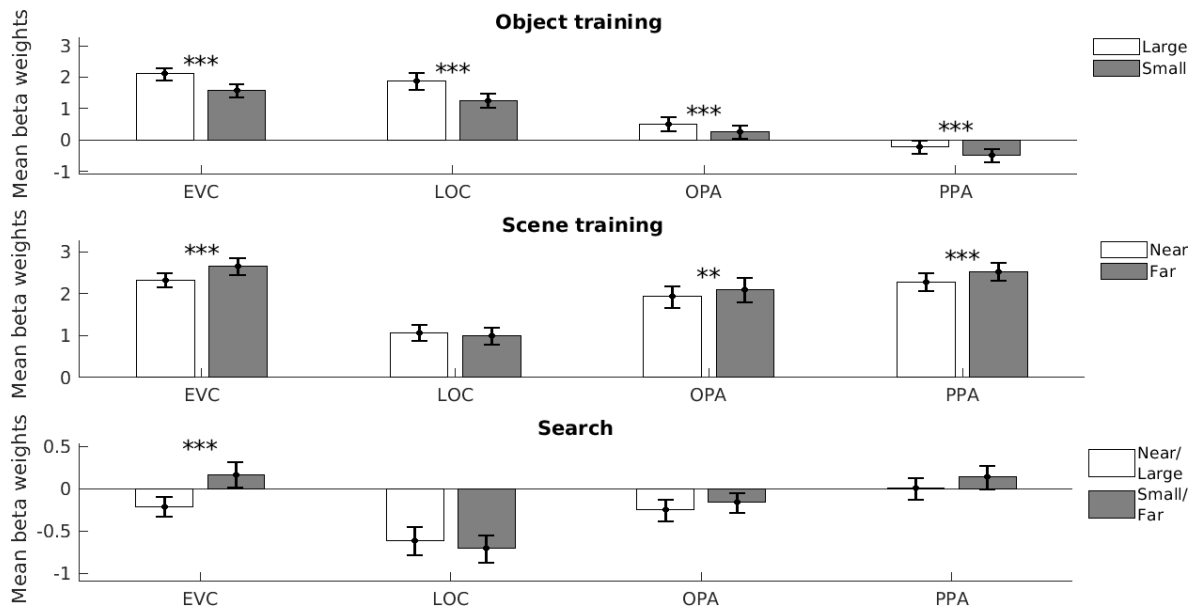 Object training
Mean beta weights
3
2
1
0
-1
***
***
***
***
EVC
LOC
OPA
PPA
Large
Small
Scene training
Mean beta weights
3
2
1
0
***
**
***
EVC
LOC
OPA
PPA
Near
Far
Search
Mean beta weights
0.5
0
-0.5
-1
***
EVC
LOC
OPA
PPA
Near/
Large
Small/
Far